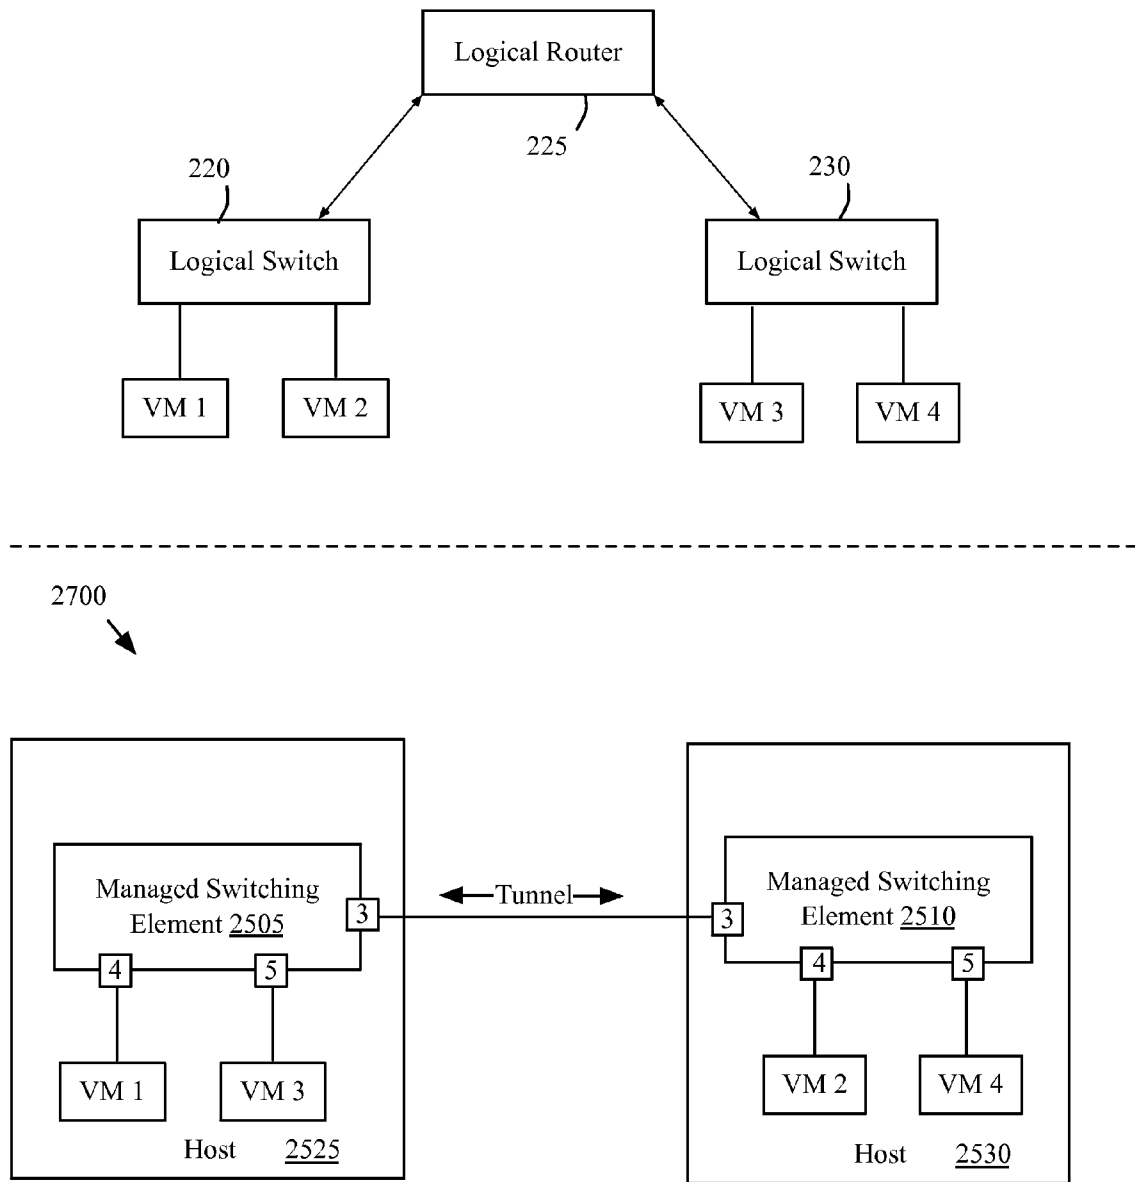 Logical Router
225
220
230
Logical Switch
Logical Switch
VM 1
VM 2
VM 3
VM 4
2700
Managed Switching
Element 2505
3
4
5
Tunnel
Managed Switching
Element 2510
3
4
5
VM 1
VM 3
VM 2
VM 4
Host 2525
Host 2530